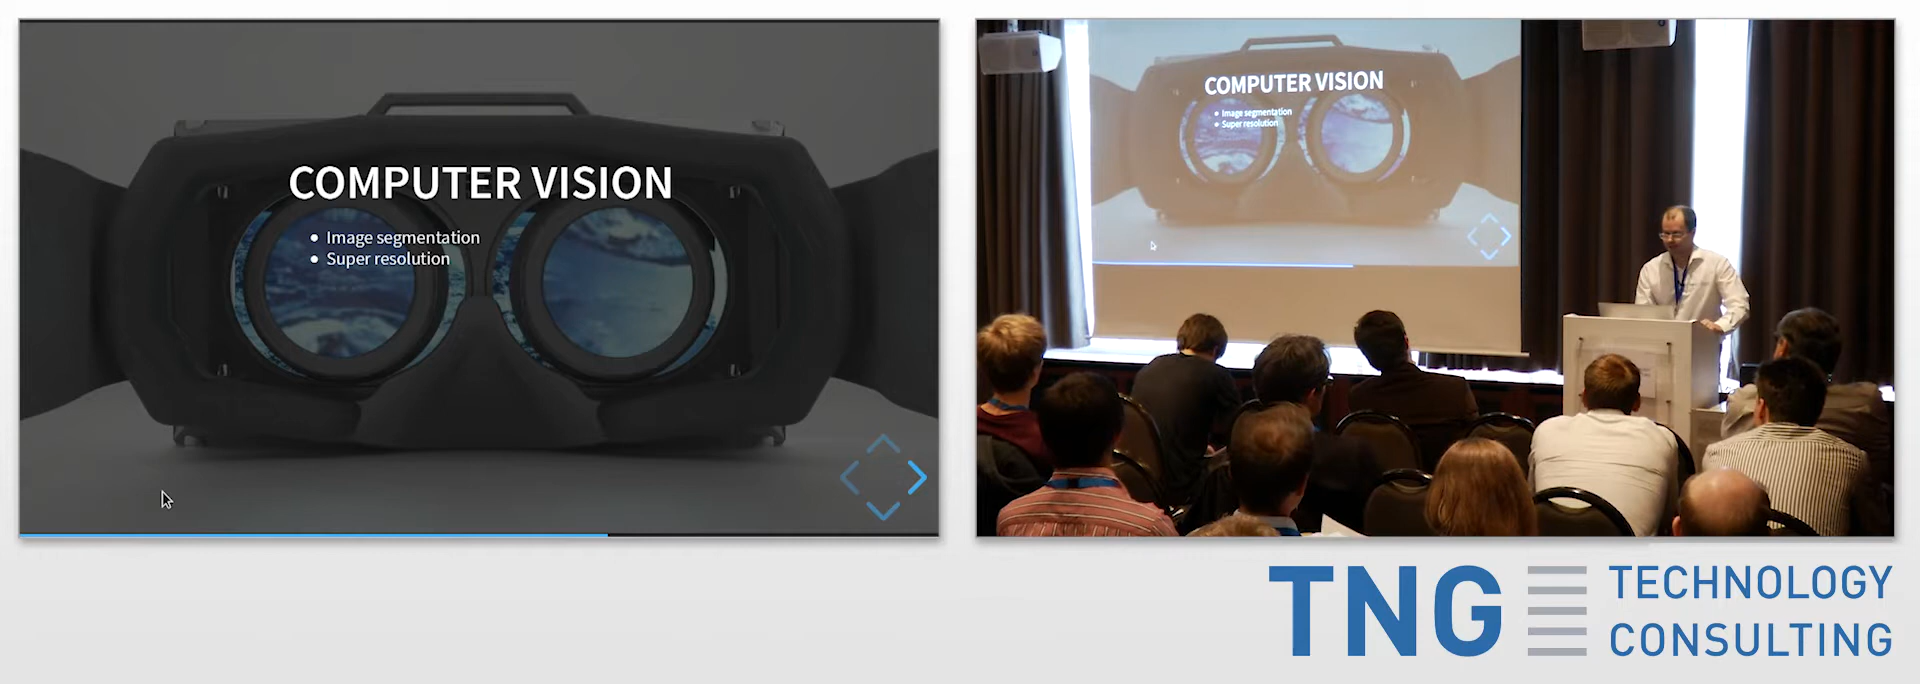 COMPUTER VISION
Image segmentation
Super resolution
COMPUTER VISION
Image segmentation
Super resolution
TNG TECHNOLOGY
CONSULTING